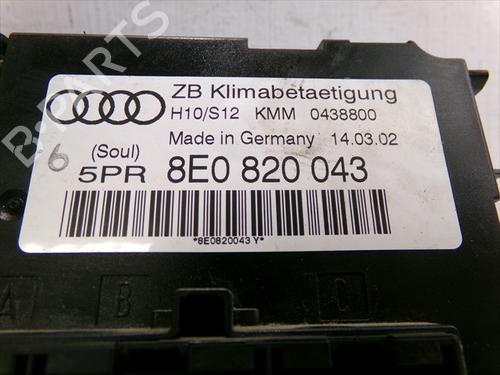 ZB Klimabetaetigung
H10/S12 KMM 0438800
Made in Germany 14.03.02
6 (Soul)
5PR 8E0 820 043
*8E0820043 Y*
A B C
B-PARTS